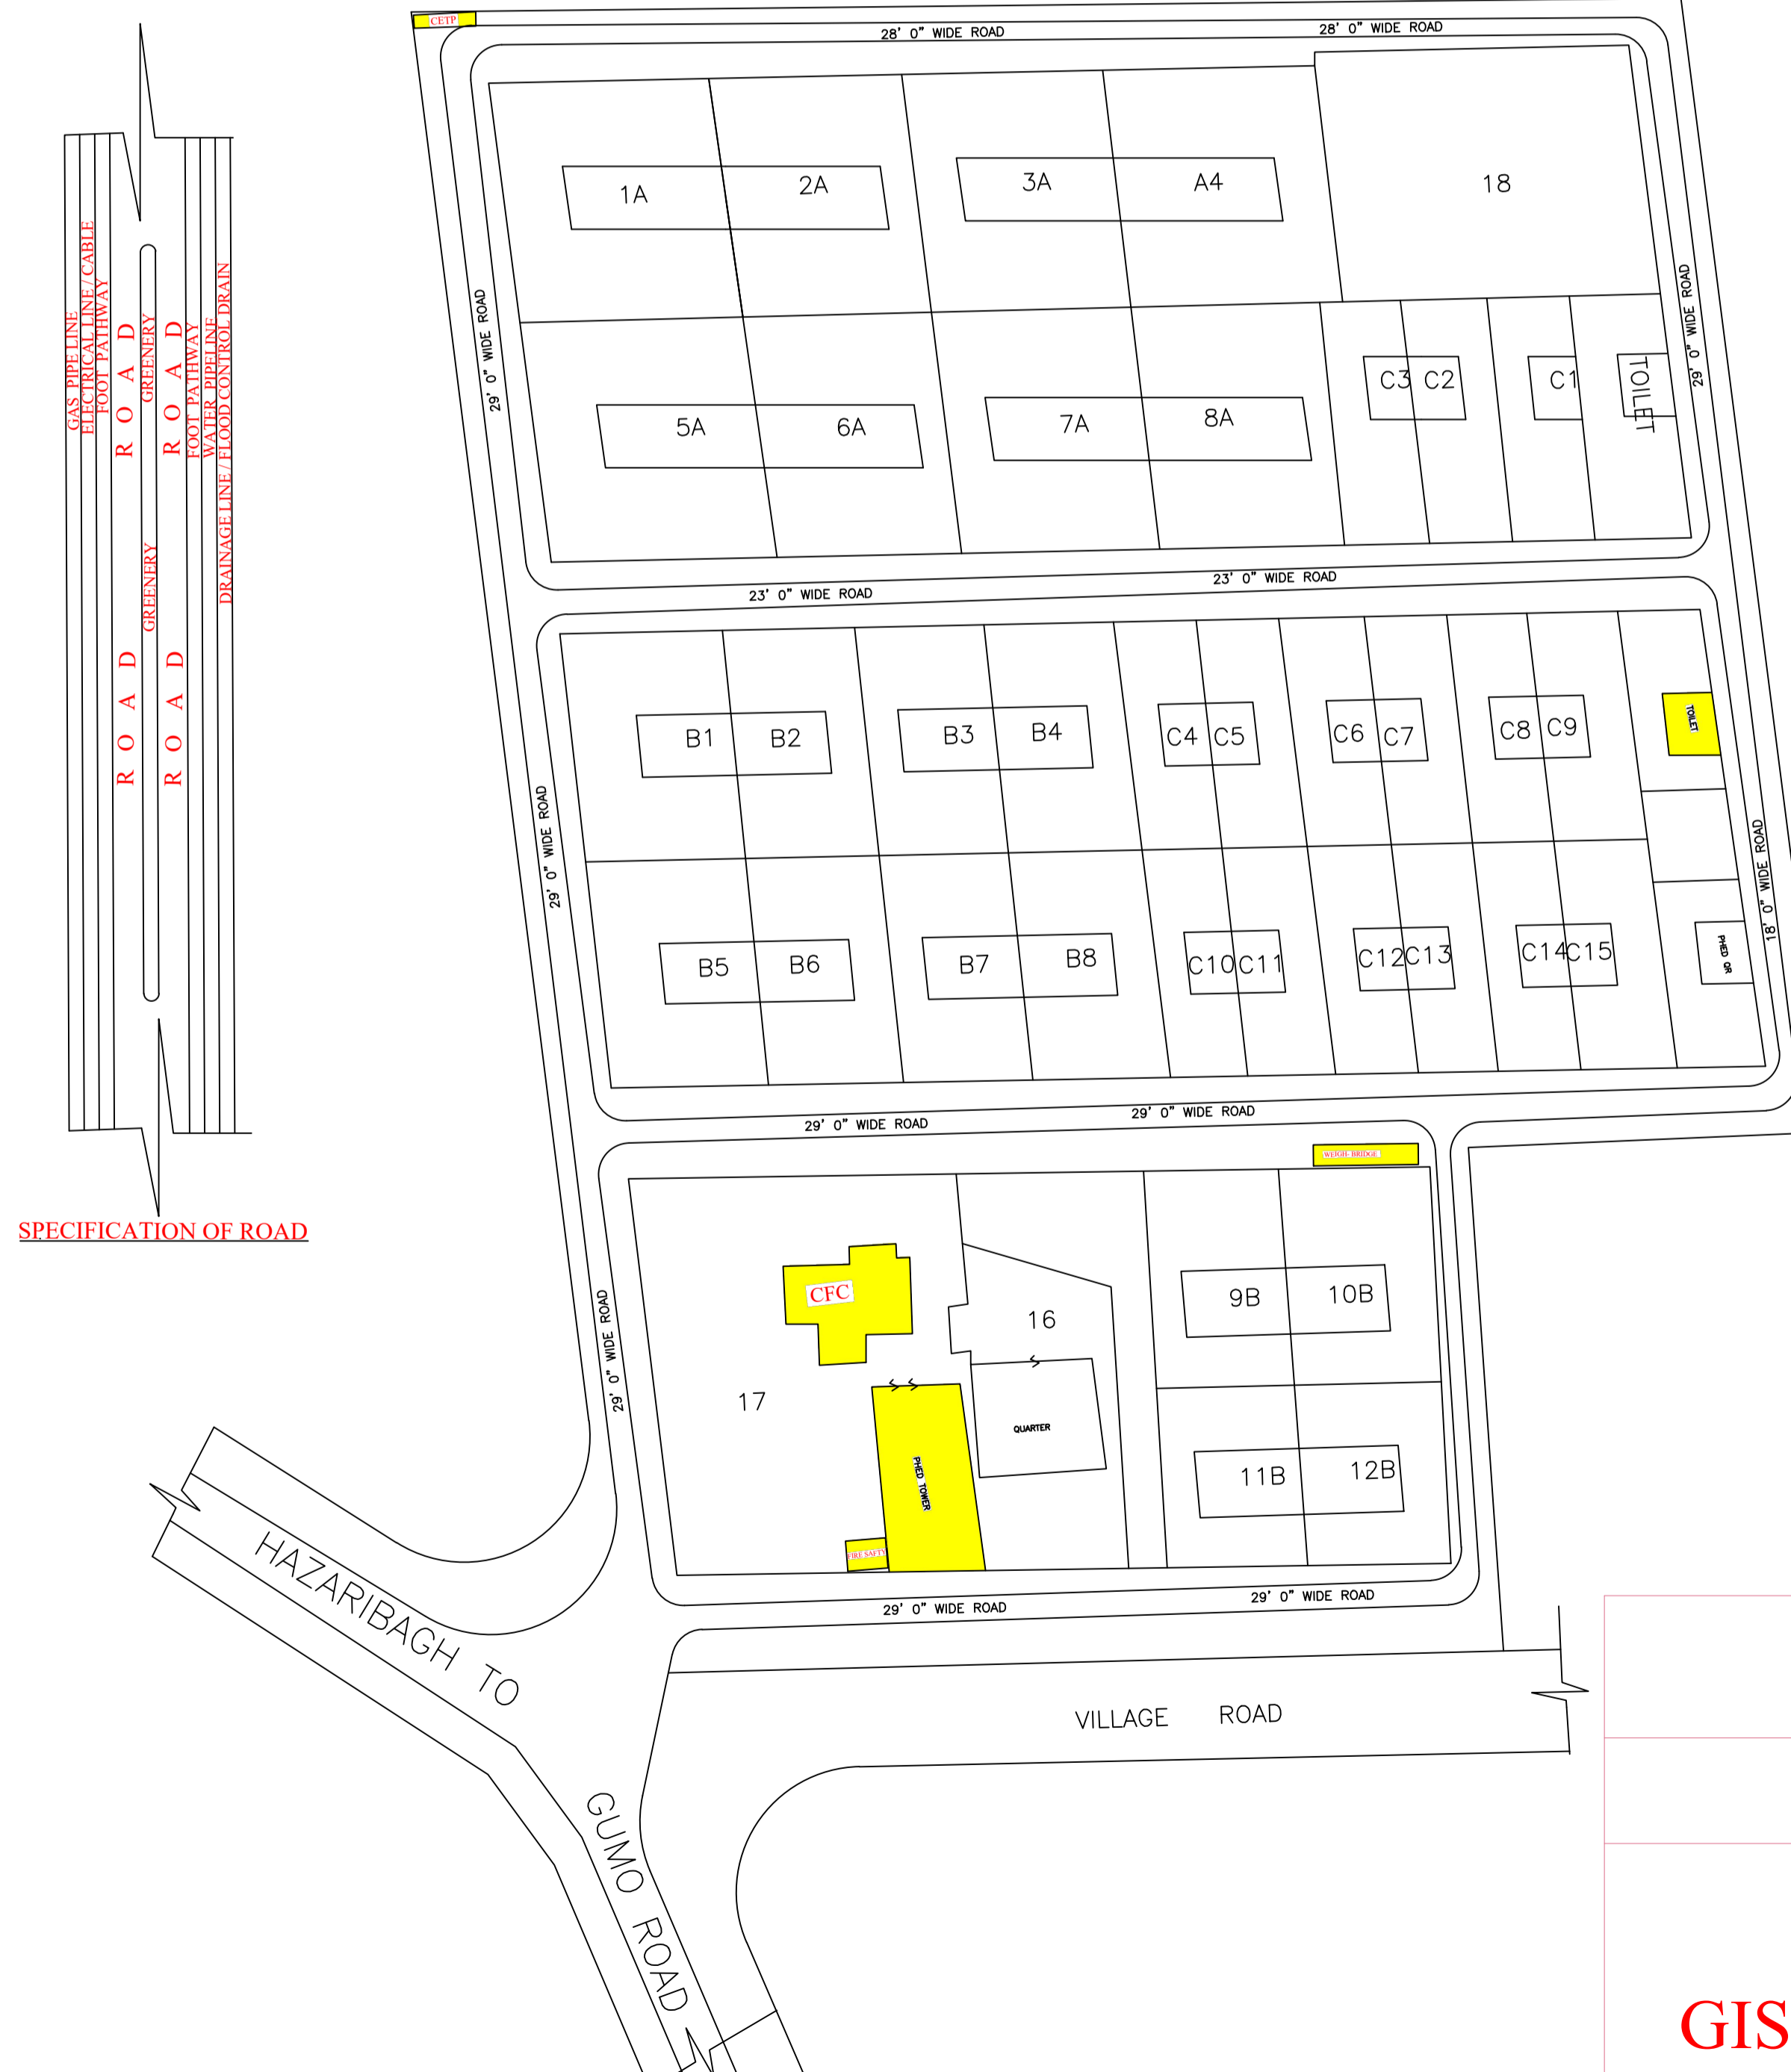 CETP
28' 0" WIDE ROAD
28' 0" WIDE ROAD
1A
2A
3A
A4
18
29' 0" WIDE ROAD
29' 0" WIDE ROAD
5A
6A
7A
8A
C3
C2
C1
TOILET
23' 0" WIDE ROAD
23' 0" WIDE ROAD
B1
B2
B3
B4
C4
C5
C6
C7
C8
C9
TOILET
29' 0" WIDE ROAD
18' 0" WIDE ROAD
B5
B6
B7
B8
C10
C11
C12
C13
C14
C15
PHED QR
29' 0" WIDE ROAD
29' 0" WIDE ROAD
WEIGH- BRIDGE
29' 0" WIDE ROAD
CFC
16
9B
10B
17
QUARTER
PHED TOWER
11B
12B
FIRE SAFTY
29' 0" WIDE ROAD
29' 0" WIDE ROAD
HAZARIBAGH TO
GUMO ROAD
VILLAGE ROAD
GAS PIPE LINE
ELECTRICAL LINE / CABLE
FOOT PATHWAY
R O A D
GREENERY
R O A D
FOOT PATHWAY
WATER PIPELINE
DRAINAGE LINE / FLOOD CONTROL DRAIN
R O A D
GREENERY
R O A D
SPECIFICATION OF ROAD
GIS